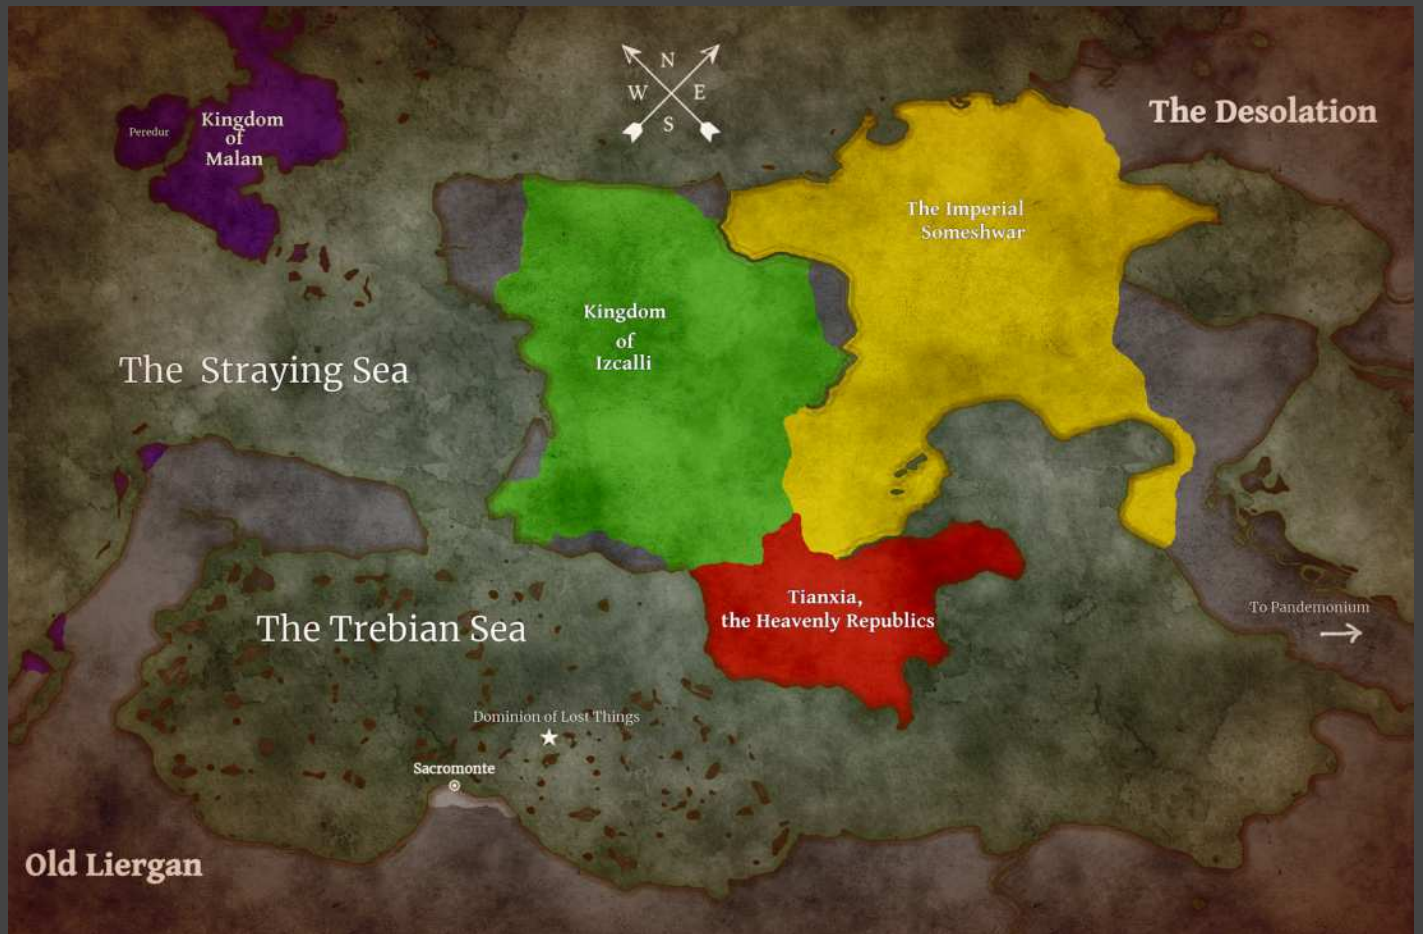 N
W E
S
The Desolation
Kingdom
of
Malan
Peredur
The Imperial
Someshwar
Kingdom
of
Izcalli
The Straying Sea
Tianxia,
the Heavenly Republics
To Pandemonium
The Trebian Sea
Dominion of Lost Things
Sacromonte
Old Liergan